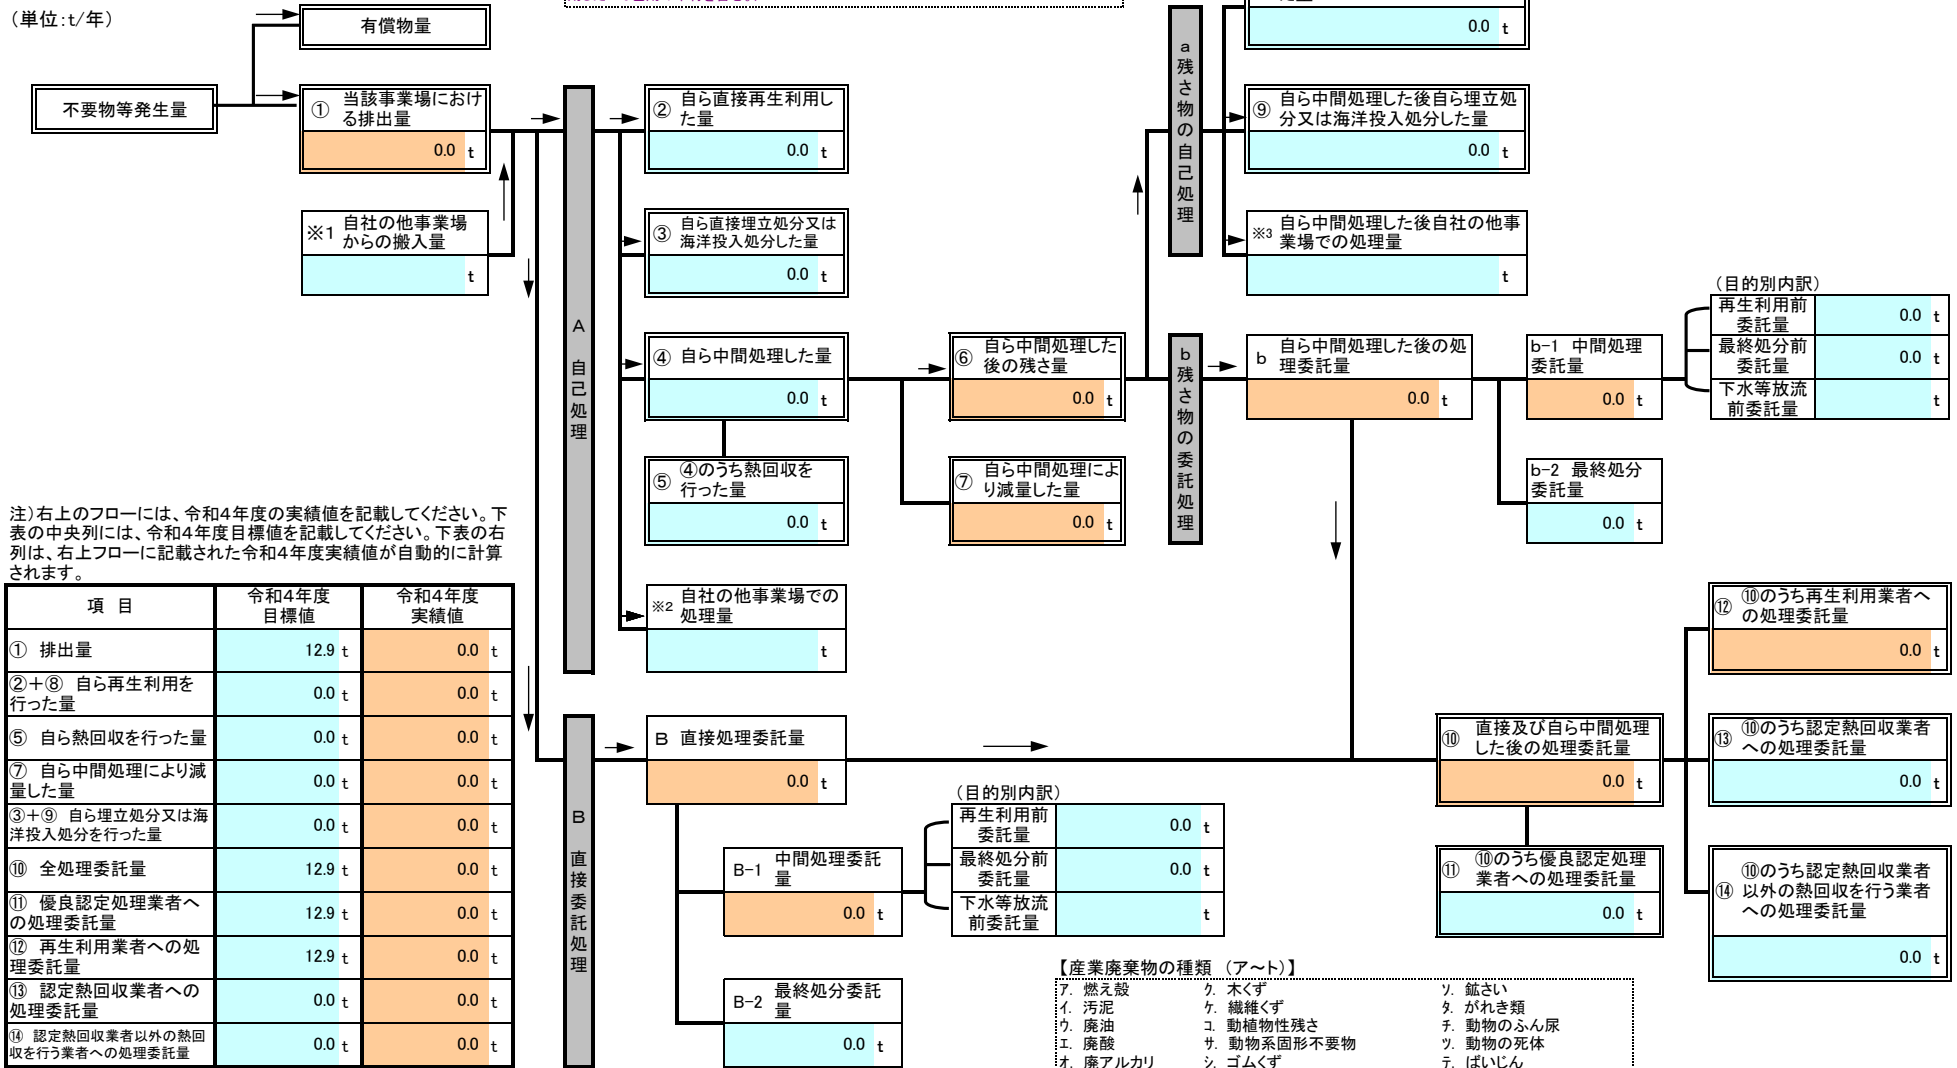 (単位:t/年)
有償物量
不要物等発生量
① 当該事業場におけ
る排出量
0.0 t
※1 自社の他事業場
からの搬入量
t
A 自己処理
② 自ら直接再生利用し
た量
0.0 t
③ 自ら直接埋立処分又は
海洋投入処分した量
0.0 t
④ 自ら中間処理した量
0.0 t
⑤ ④のうち熱回収を
行った量
0.0 t
※2 自社の他事業場での
処理量
t
⑥ 自ら中間処理した
後の残さ量
0.0 t
⑦ 自ら中間処理によ
り減量した量
0.0 t
a 残さ物の自己処理
0.0 t
⑨ 自ら中間処理した後自ら埋立処
分又は海洋投入処分した量
0.0 t
※3 自ら中間処理した後自社の他事
業場での処理量
t
b 残さ物の委託処理
b 自ら中間処理した後の処
理委託量
0.0 t
b-1 中間処理
委託量
0.0 t
b-2 最終処分
委託量
0.0 t
(目的別内訳)
再生利用前
委託量
0.0 t
最終処分前
委託量
0.0 t
下水等放流
前委託量
t
注)右上のフローには、令和4年度の実績値を記載してください。下
表の中央列には、令和4年度目標値を記載してください。下表の右
列は、右上フローに記載された令和4年度実績値が自動的に計算
されます。
項 目
令和4年度
目標値
令和4年度
実績値
① 排出量 12.9 t 0.0 t
②+⑧ 自ら再生利用を
行った量 0.0 t 0.0 t
⑤ 自ら熱回収を行った量 0.0 t 0.0 t
⑦ 自ら中間処理により減
量した量 0.0 t 0.0 t
③+⑨ 自ら埋立処分又は海
洋投入処分を行った量 0.0 t 0.0 t
⑩ 全処理委託量 12.9 t 0.0 t
⑪ 優良認定処理業者へ
の処理委託量 12.9 t 0.0 t
⑫ 再生利用業者への処
理委託量 12.9 t 0.0 t
⑬ 認定熱回収業者への
処理委託量 0.0 t 0.0 t
⑭ 認定熱回収業者以外の熱回
収を行う業者への処理委託量 0.0 t 0.0 t
B 直接委託処理
B 直接処理委託量
0.0 t
B-1 中間処理委託
量
0.0 t
B-2 最終処分委託
量
0.0 t
(目的別内訳)
再生利用前
委託量
0.0 t
最終処分前
委託量
0.0 t
下水等放流
前委託量
t
⑩ 直接及び自ら中間処理
した後の処理委託量
0.0 t
⑪ ⑩のうち優良認定処理
業者への処理委託量
0.0 t
⑫ ⑩のうち再生利用業者へ
の処理委託量
0.0 t
⑬ ⑩のうち認定熱回収業者
への処理委託量
0.0 t
⑭ ⑩のうち認定熱回収業者
以外の熱回収を行う業者
への処理委託量
0.0 t
【産業廃棄物の種類 (ア~ト)】
ア. 燃え殻 ク. 木くず ソ. 鉱さい
イ. 汚泥 ケ. 繊維くず タ. がれき類
ウ. 廃油 コ. 動植物性残さ チ. 動物のふん尿
エ. 廃酸 サ. 動物系固形不要物 ツ. 動物の死体
オ. 廃アルカリ シ. ゴムくず テ. ばいじん